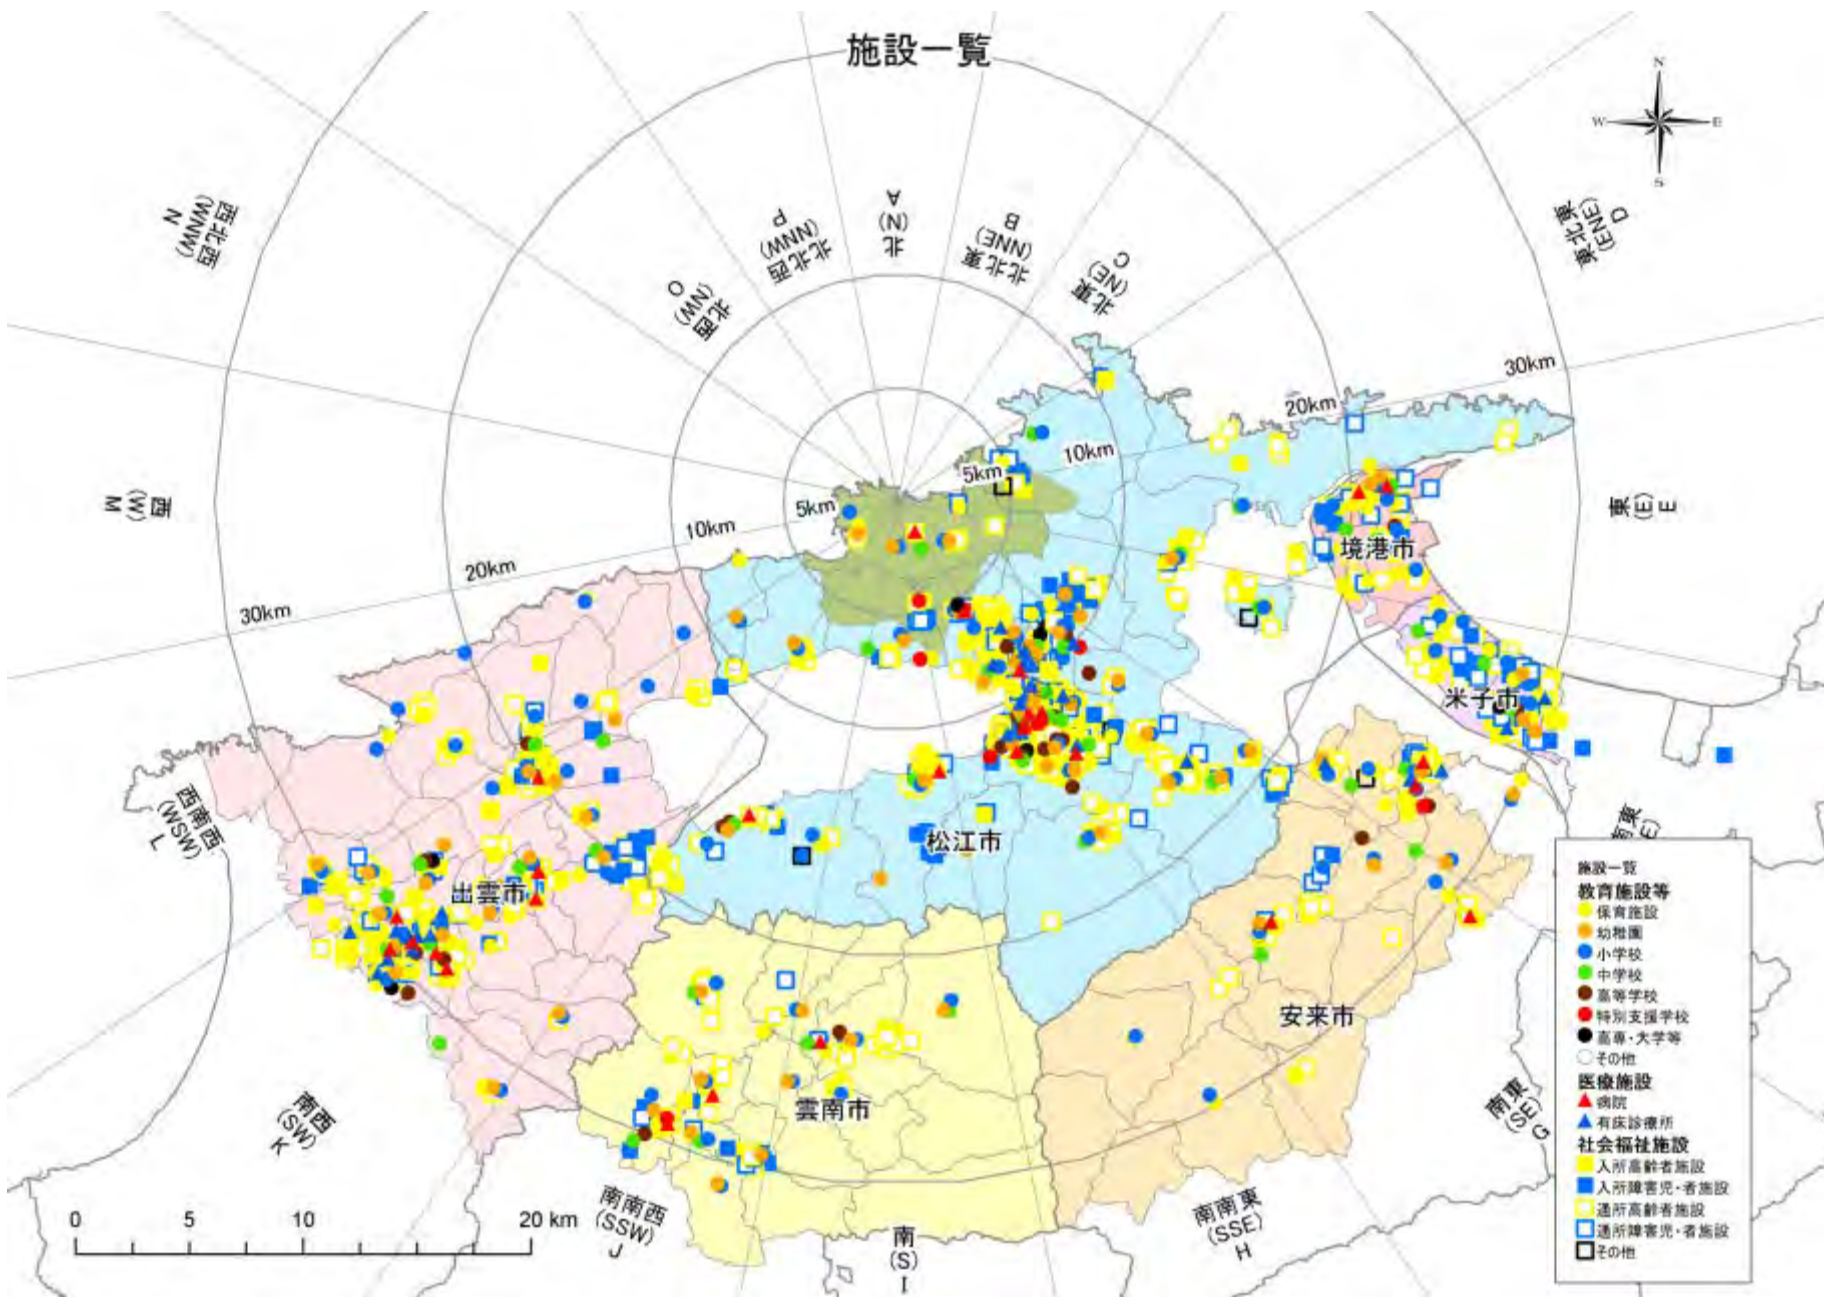 施設一覧
N
W
E
S
北
(N)
A
北北東
(NNE)
B
北東
(NE)
C
東北東
(ENE)
D
東
(E)
E
南東
(SE)
G
南南東
(SSE)
H
南
(S)
I
南南西
(SSW)
J
南西
(SW)
K
西南西
(WSW)
L
西
(W)
M
西北西
(WNW)
N
北西
(NW)
O
北北西
(NNW)
P
30km
20km
10km
5km
5km
10km
20km
30km
境港市
米子市
松江市
出雲市
安来市
雲南市
0
5
10
20 km
施設一覧
教育施設等
保育施設
幼稚園
小学校
中学校
高等学校
特別支援学校
高専・大学等
その他
医療施設
病院
有床診療所
社会福祉施設
入所高齢者施設
入所障害児・者施設
通所高齢者施設
通所障害児・者施設
その他